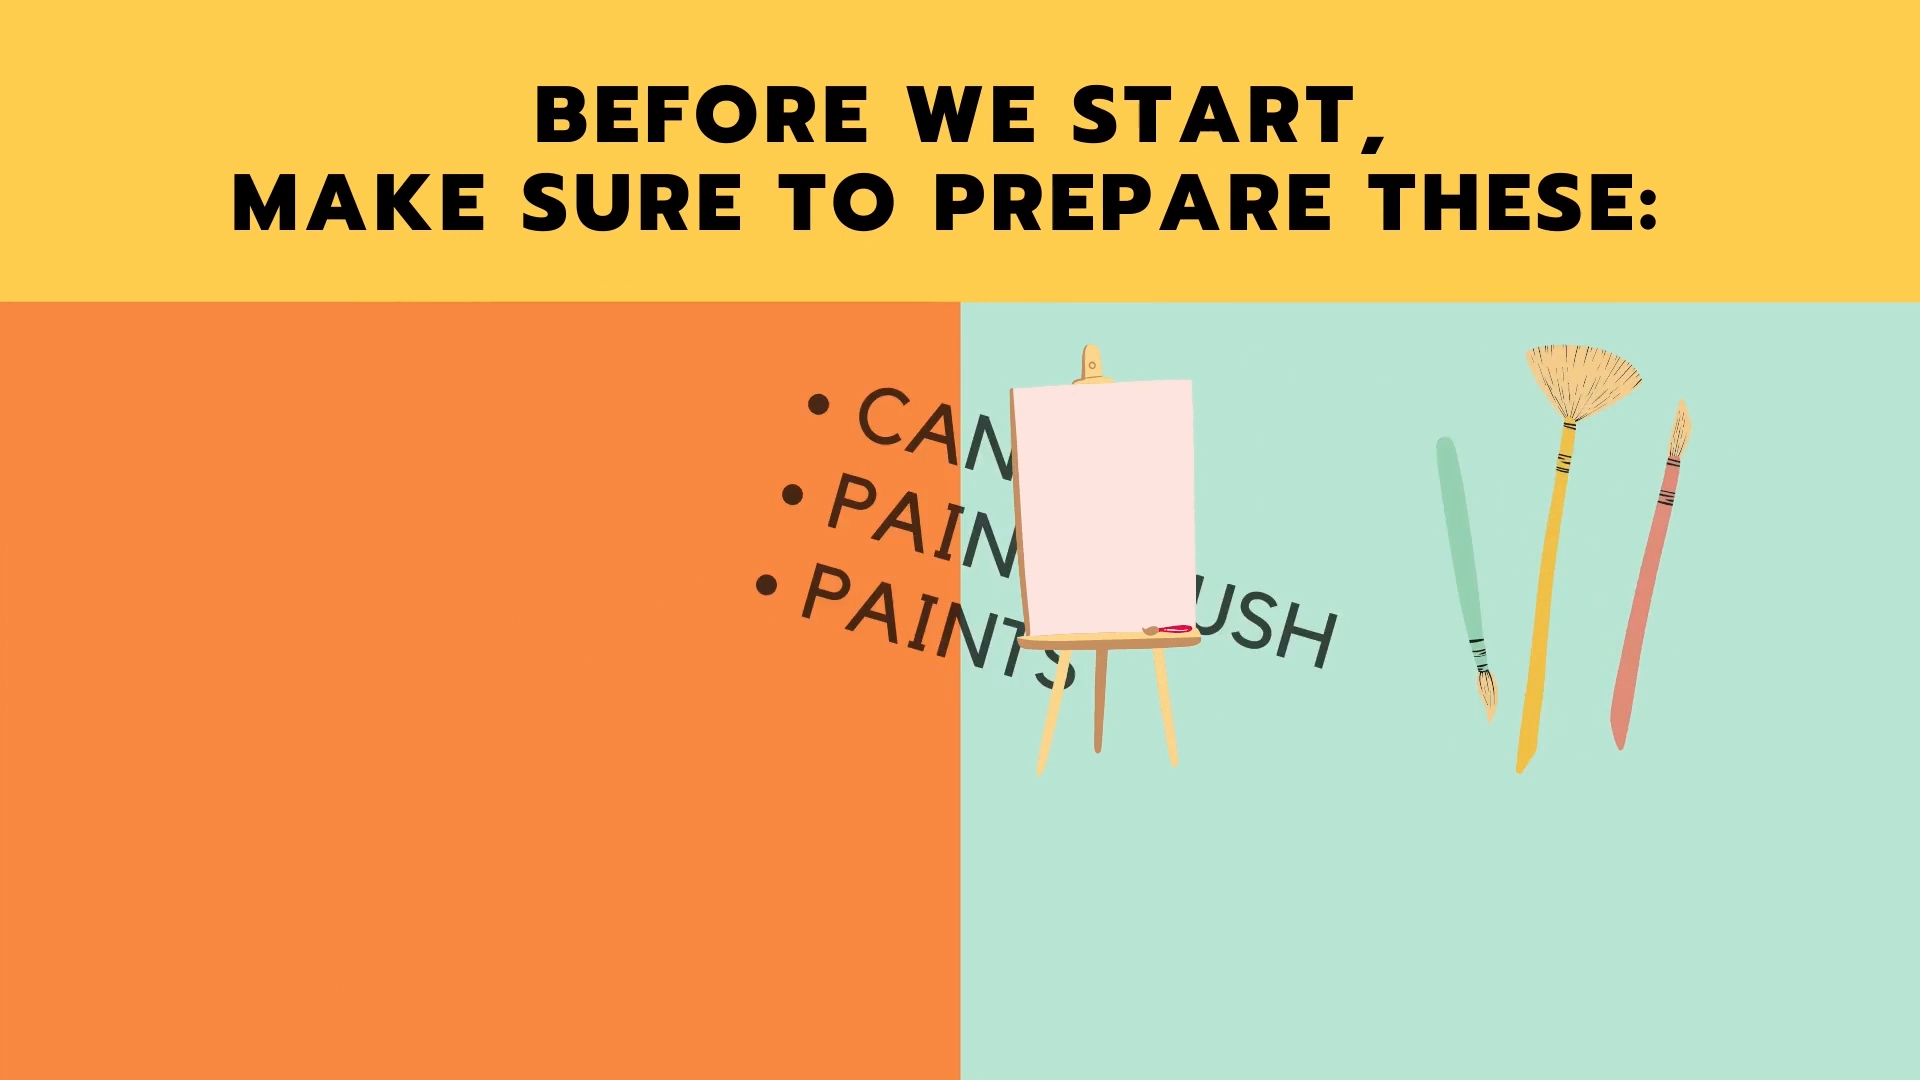 BEFORE WE START,
MAKE SURE TO PREPARE THESE:
• CAN
• PAIN USH
• PAINTS